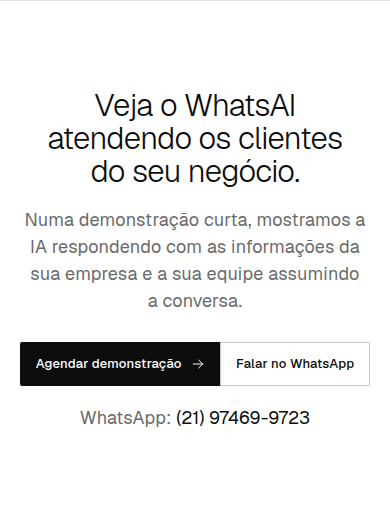 Veja o WhatsAI
atendendo os clientes
do seu negócio.
Numa demonstração curta, mostramos a
IA respondendo com as informações da
sua empresa e a sua equipe assumindo
a conversa.
Agendar demonstração → Falar no WhatsApp
WhatsApp: (21) 97469-9723